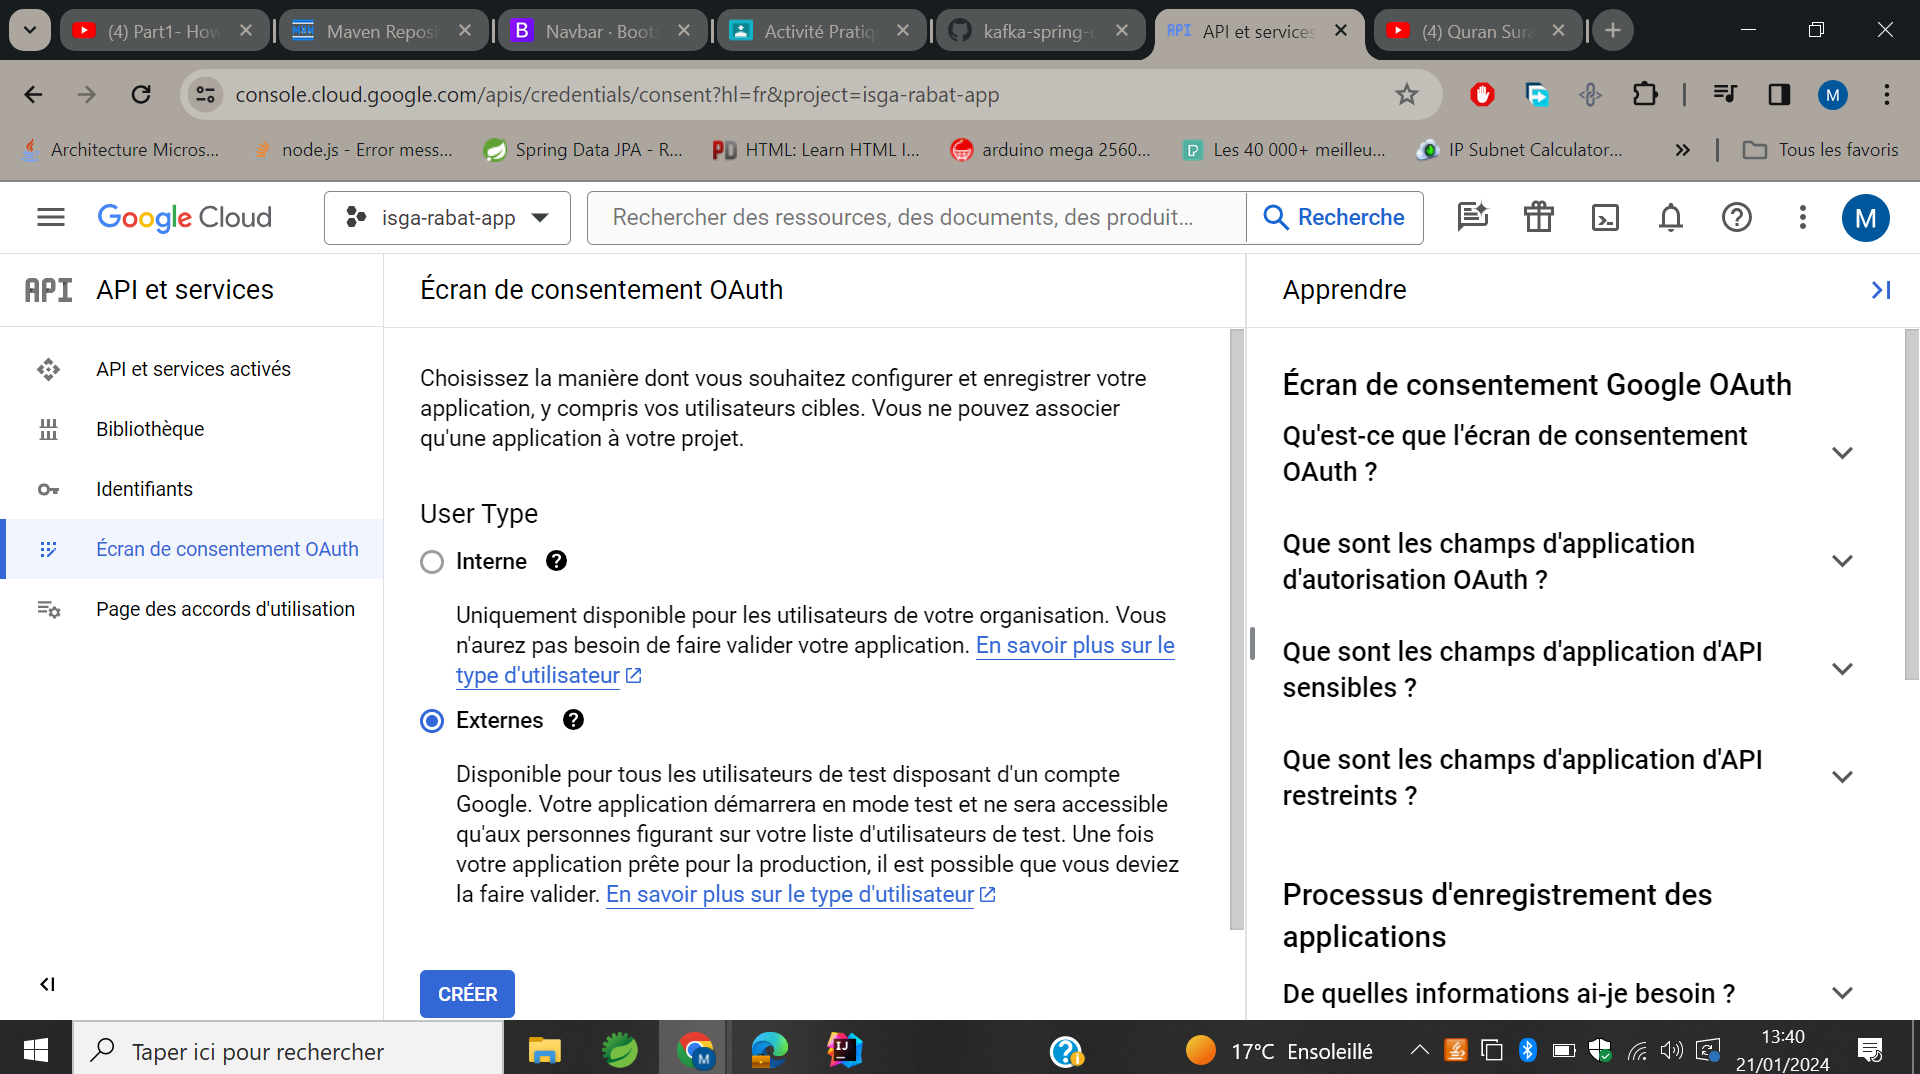 (4) Part1- How
Maven Reposi
Navbar · Boots
Activité Pratiq
kafka-spring-c
API et services
(4) Quran Sura
console.cloud.google.com/apis/credentials/consent?hl=fr&project=isga-rabat-app
M
Architecture Micros...
node.js - Error mess...
Spring Data JPA - R...
HTML: Learn HTML I...
arduino mega 2560...
Les 40 000+ meilleu...
IP Subnet Calculator...
Tous les favoris
Google Cloud
isga-rabat-app
Rechercher des ressources, des documents, des produit...
Recherche
M
API API et services
API et services activés
Bibliothèque
Identifiants
Écran de consentement OAuth
Page des accords d'utilisation
Écran de consentement OAuth
Choisissez la manière dont vous souhaitez configurer et enregistrer votre
application, y compris vos utilisateurs cibles. Vous ne pouvez associer
qu'une application à votre projet.
User Type
Interne
Uniquement disponible pour les utilisateurs de votre organisation. Vous
n'aurez pas besoin de faire valider votre application. En savoir plus sur le
type d'utilisateur
Externes
Disponible pour tous les utilisateurs de test disposant d'un compte
Google. Votre application démarrera en mode test et ne sera accessible
qu'aux personnes figurant sur votre liste d'utilisateurs de test. Une fois
votre application prête pour la production, il est possible que vous deviez
la faire valider. En savoir plus sur le type d'utilisateur
CRÉER
Apprendre
Écran de consentement Google OAuth
Qu'est-ce que l'écran de consentement
OAuth ?
Que sont les champs d'application
d'autorisation OAuth ?
Que sont les champs d'application d'API
sensibles ?
Que sont les champs d'application d'API
restreints ?
Processus d'enregistrement des
applications
De quelles informations ai-je besoin ?
Taper ici pour rechercher
17°C Ensoleillé
13:40
21/01/2024